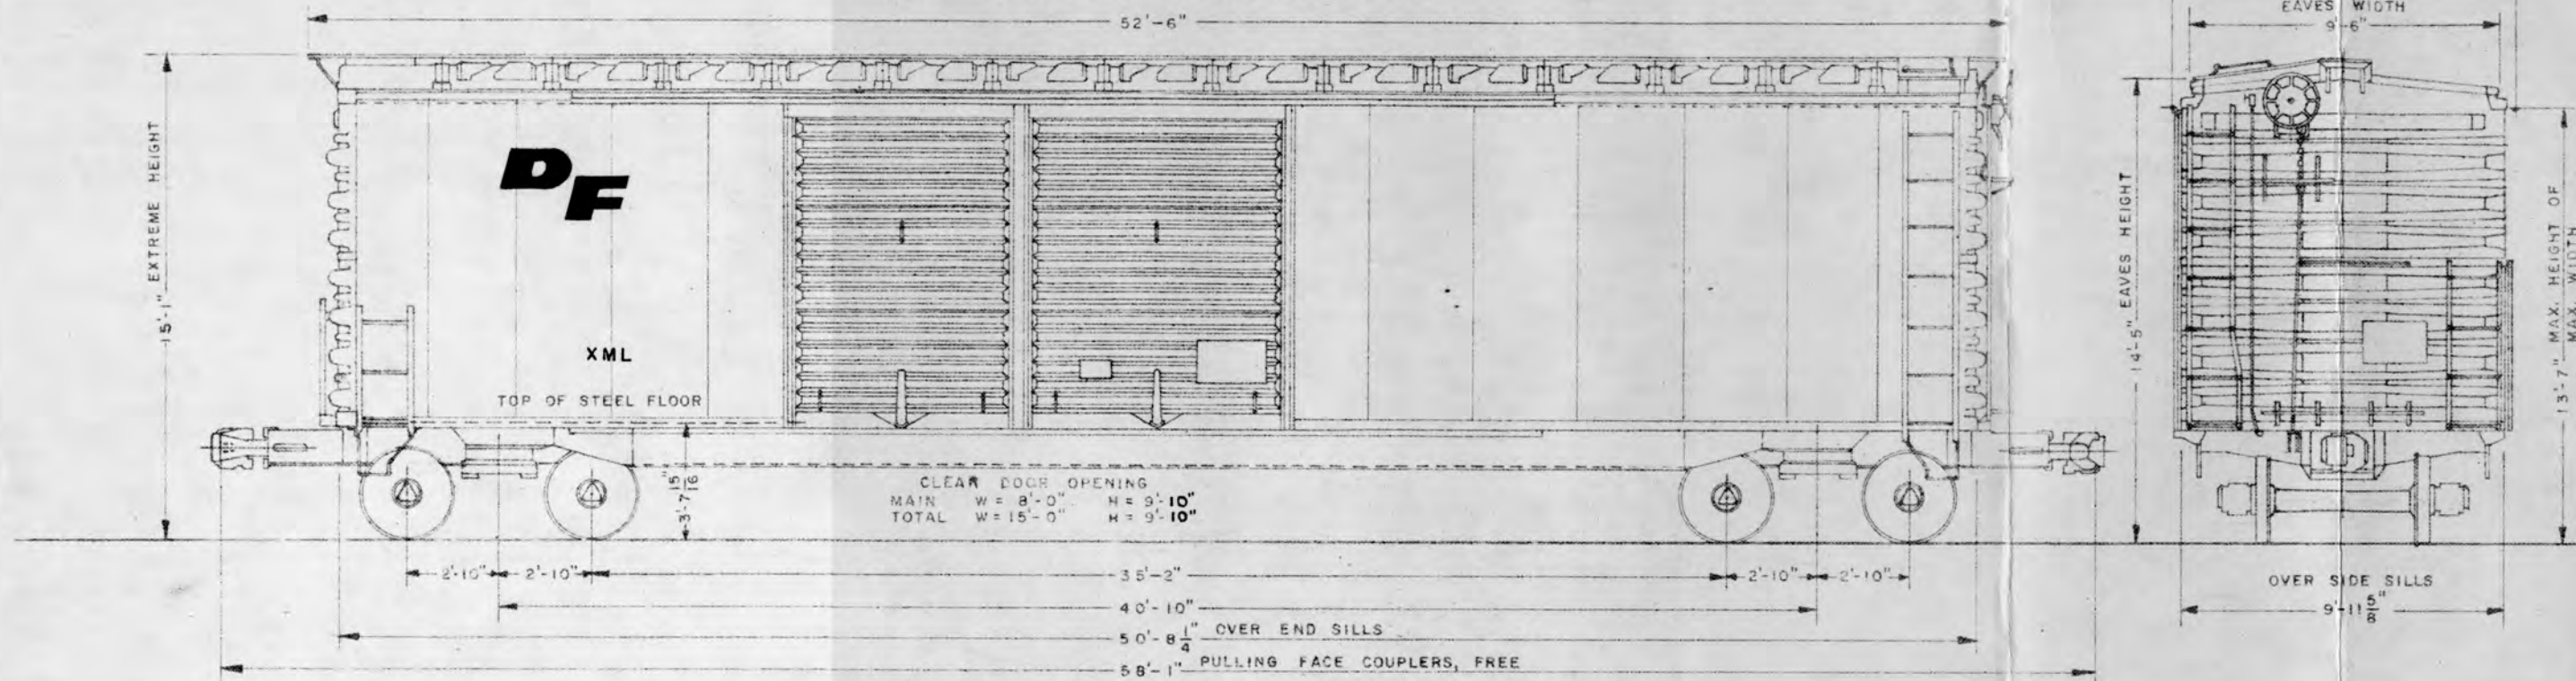 52'-6"
EAVES WIDTH
9'-6"
15'-1" EXTREME HEIGHT
DF
XML
TOP OF STEEL FLOOR
3'-7 15/16"
CLEAR DOOR OPENING
MAIN W = 8'-0" H = 9'-10"
TOTAL W = 15'-0" H = 9'-10"
14'-5" EAVES HEIGHT
13'-7" MAX. HEIGHT OF
MAX. WIDTH
2'-10" 2'-10" 35'-2" 2'-10" 2'-10"
40'-10"
50'-8 1/4" OVER END SILLS
58'-1" PULLING FACE COUPLERS, FREE
OVER SIDE SILLS
9'-11 5/8"